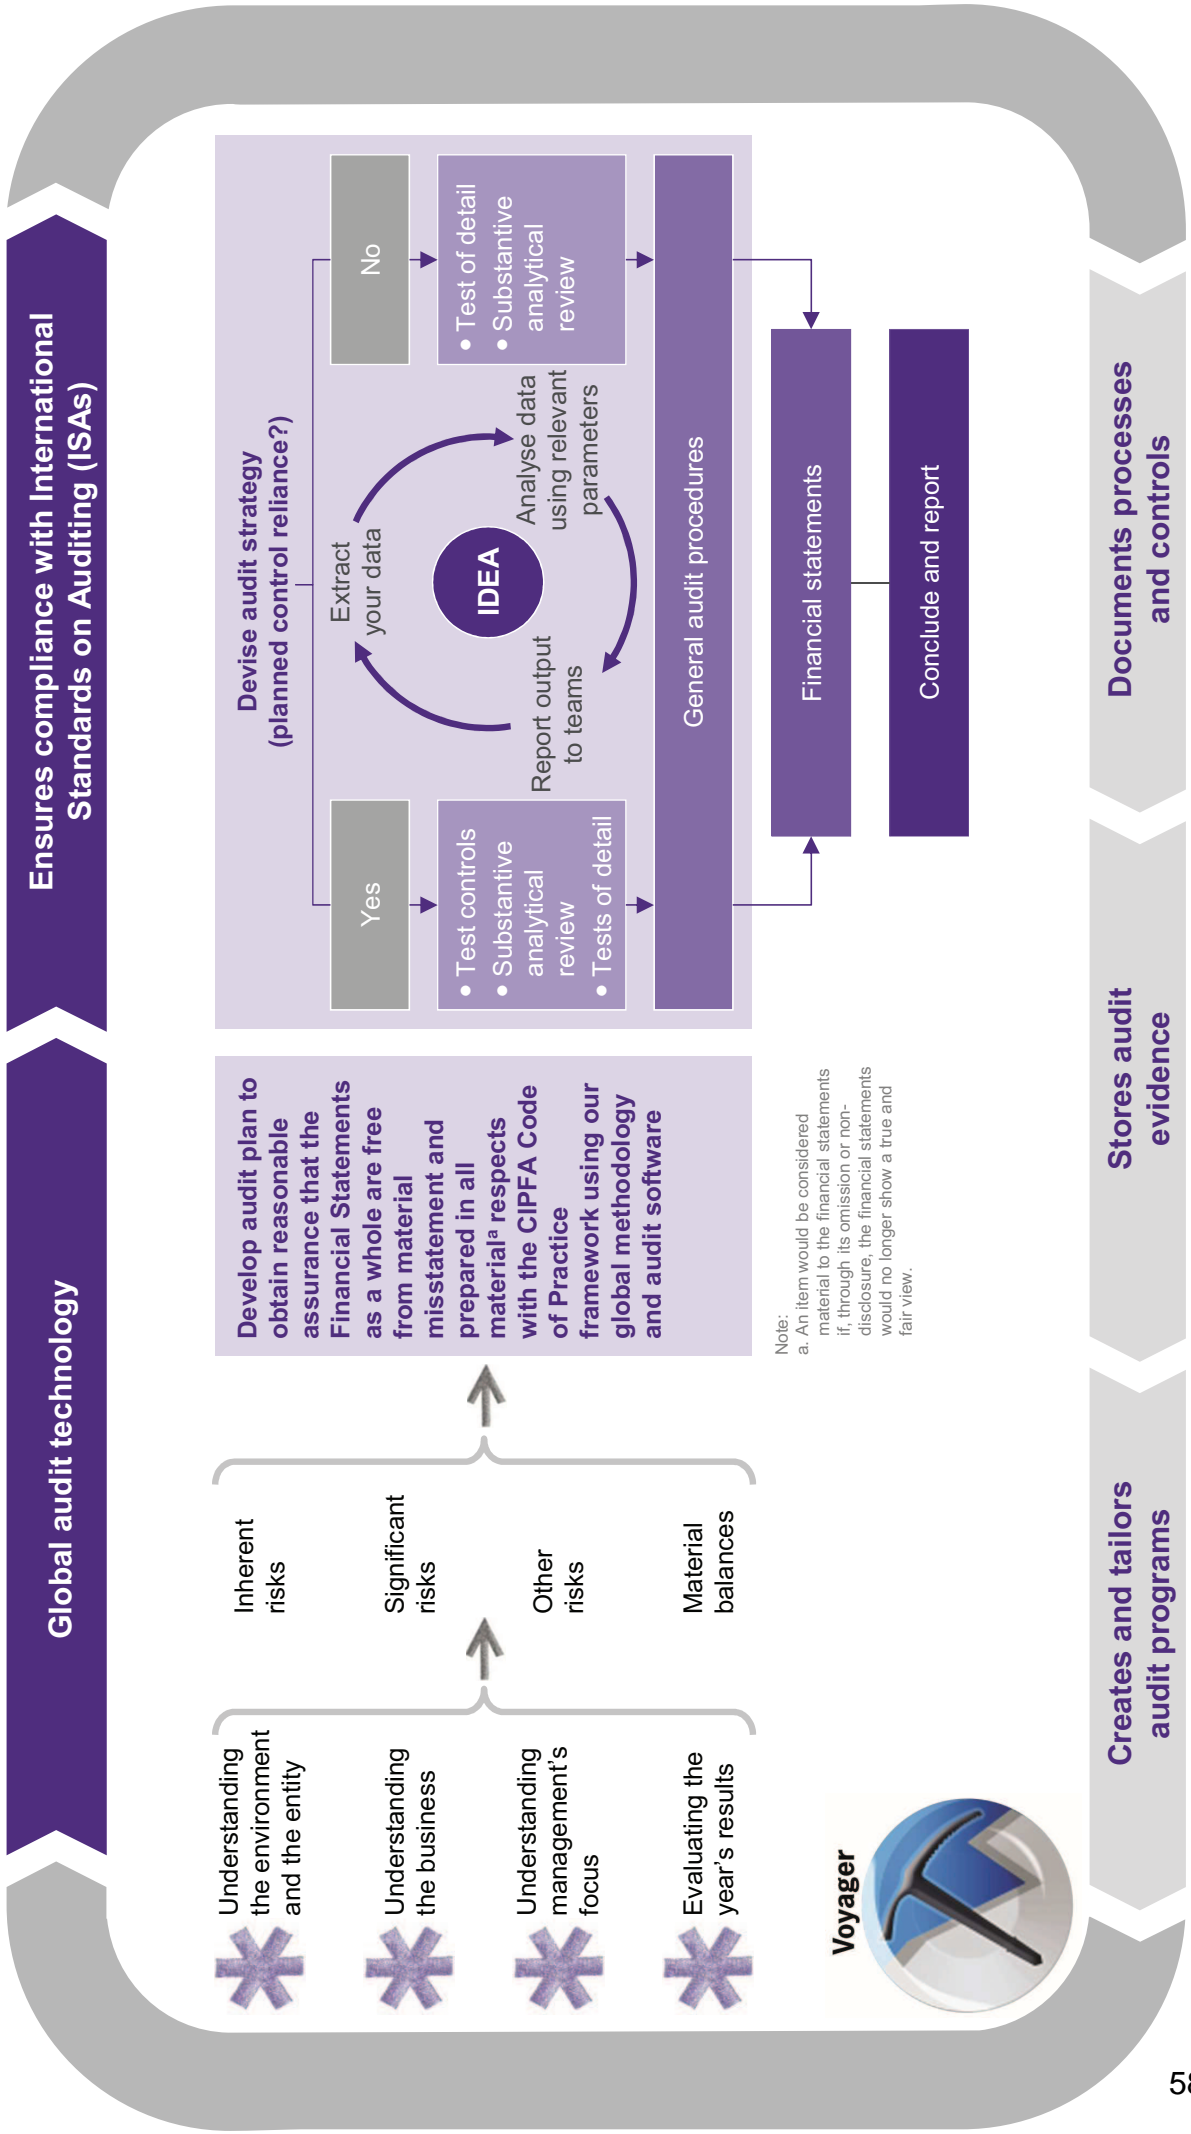 Global audit technology
Ensures compliance with International
Standards on Auditing (ISAs)
Understanding
the environment
and the entity
Understanding
the business
Understanding
management’s
focus
Evaluating the
year’s results
Inherent
risks
Significant
risks
Other
risks
Material
balances
Develop audit plan to
obtain reasonable
assurance that the
Financial Statements
as a whole are free
from material
misstatement and
prepared in all
materialª respects
with the CIPFA Code
of Practice
framework using our
global methodology
and audit software
Note:
a. An item would be considered
material to the financial statements
if, through its omission or non-
disclosure, the financial statements
would no longer show a true and
fair view.
Devise audit strategy
(planned control reliance?)
Yes
No
• Test controls
• Substantive
analytical
review
• Tests of detail
Extract
your data
IDEA
Analyse data
using relevant
parameters
Report output
to teams
• Test of detail
• Substantive
analytical
review
General audit procedures
Financial statements
Conclude and report
Voyager
Creates and tailors
audit programs
Stores audit
evidence
Documents processes
and controls